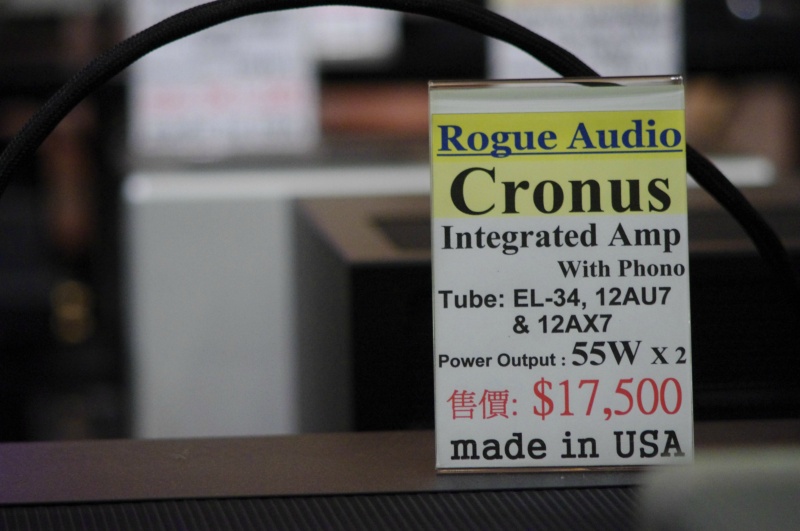 Rogue Audio
Cronus
Integrated Amp
With Phono
Tube: EL-34, 12AU7
& 12AX7
Power Output : 55W X 2
售價: $17,500
made in USA